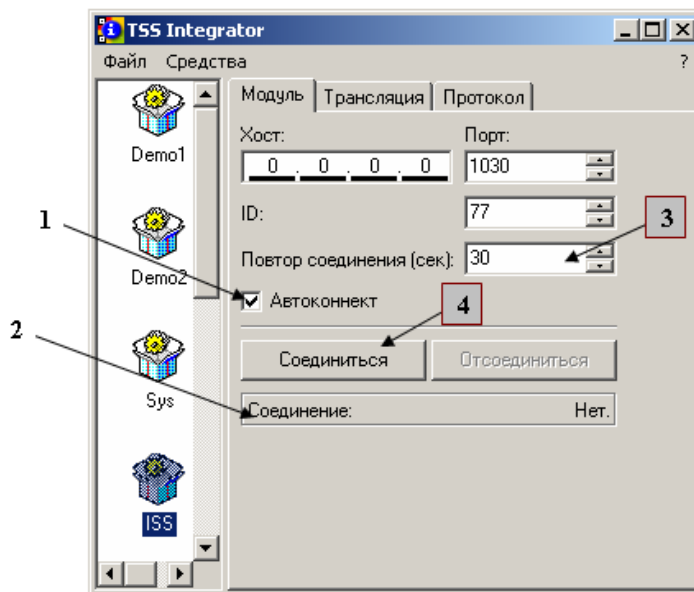 TSS Integrator
Файл Средства ?
Модуль Трансляция Протокол
Хост: Порт:
0 . 0 . 0 . 0 1030
Demo1
ID: 77
3
1
Повтор соединения (сек): 30
Demo2
Автоконнект
4
2
Соединиться Отсоединиться
Sys
Соединение: Нет.
ISS